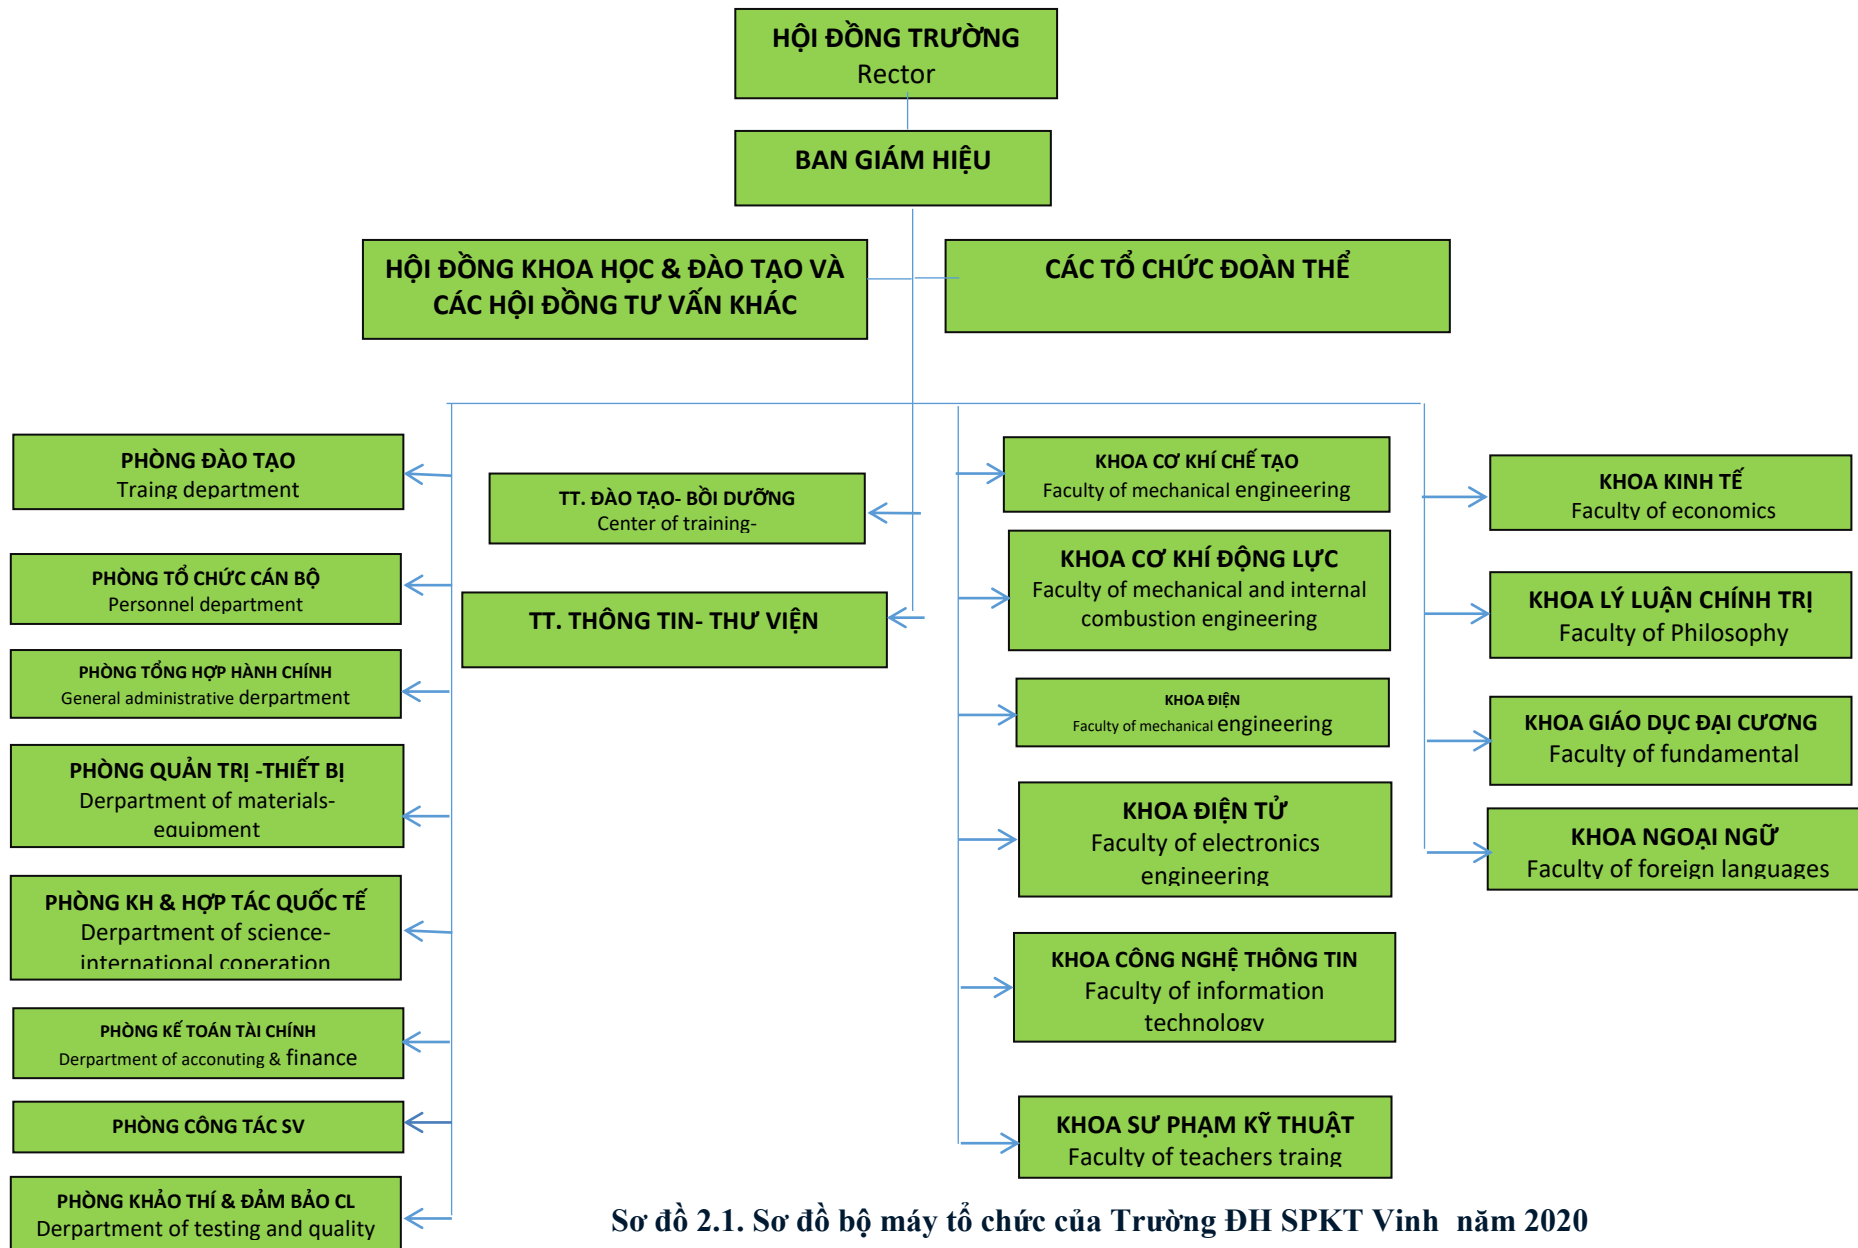 HỘI ĐỒNG TRƯỜNG
Rector
BAN GIÁM HIỆU
HỘI ĐỒNG KHOA HỌC & ĐÀO TẠO VÀ
CÁC HỘI ĐỒNG TƯ VẤN KHÁC
CÁC TỔ CHỨC ĐOÀN THỂ
PHÒNG ĐÀO TẠO
Traing department
PHÒNG TỔ CHỨC CÁN BỘ
Personnel department
PHÒNG TỔNG HỢP HÀNH CHÍNH
General administrative derpartment
PHÒNG QUẢN TRỊ -THIẾT BỊ
Derpartment of materials-
equipment
PHÒNG KH & HỢP TÁC QUỐC TẾ
Derpartment of science-
international coperation
PHÒNG KẾ TOÁN TÀI CHÍNH
Derpartment of acconuting & finance
PHÒNG CÔNG TÁC SV
PHÒNG KHẢO THÍ & ĐẢM BẢO CL
Derpartment of testing and quality
TT. ĐÀO TẠO- BỒI DƯỠNG
Center of training-
TT. THÔNG TIN- THƯ VIỆN
KHOA CƠ KHÍ CHẾ TẠO
Faculty of mechanical engineering
KHOA CƠ KHÍ ĐỘNG LỰC
Faculty of mechanical and internal
combustion engineering
KHOA ĐIỆN
Faculty of mechanical engineering
KHOA ĐIỆN TỬ
Faculty of electronics
engineering
KHOA CÔNG NGHỆ THÔNG TIN
Faculty of information
technology
KHOA SƯ PHẠM KỸ THUẬT
Faculty of teachers traing
KHOA KINH TẾ
Faculty of economics
KHOA LÝ LUẬN CHÍNH TRỊ
Faculty of Philosophy
KHOA GIÁO DỤC ĐẠI CƯƠNG
Faculty of fundamental
KHOA NGOẠI NGỮ
Faculty of foreign languages
Sơ đồ 2.1. Sơ đồ bộ máy tổ chức của Trường ĐH SPKT Vinh năm 2020